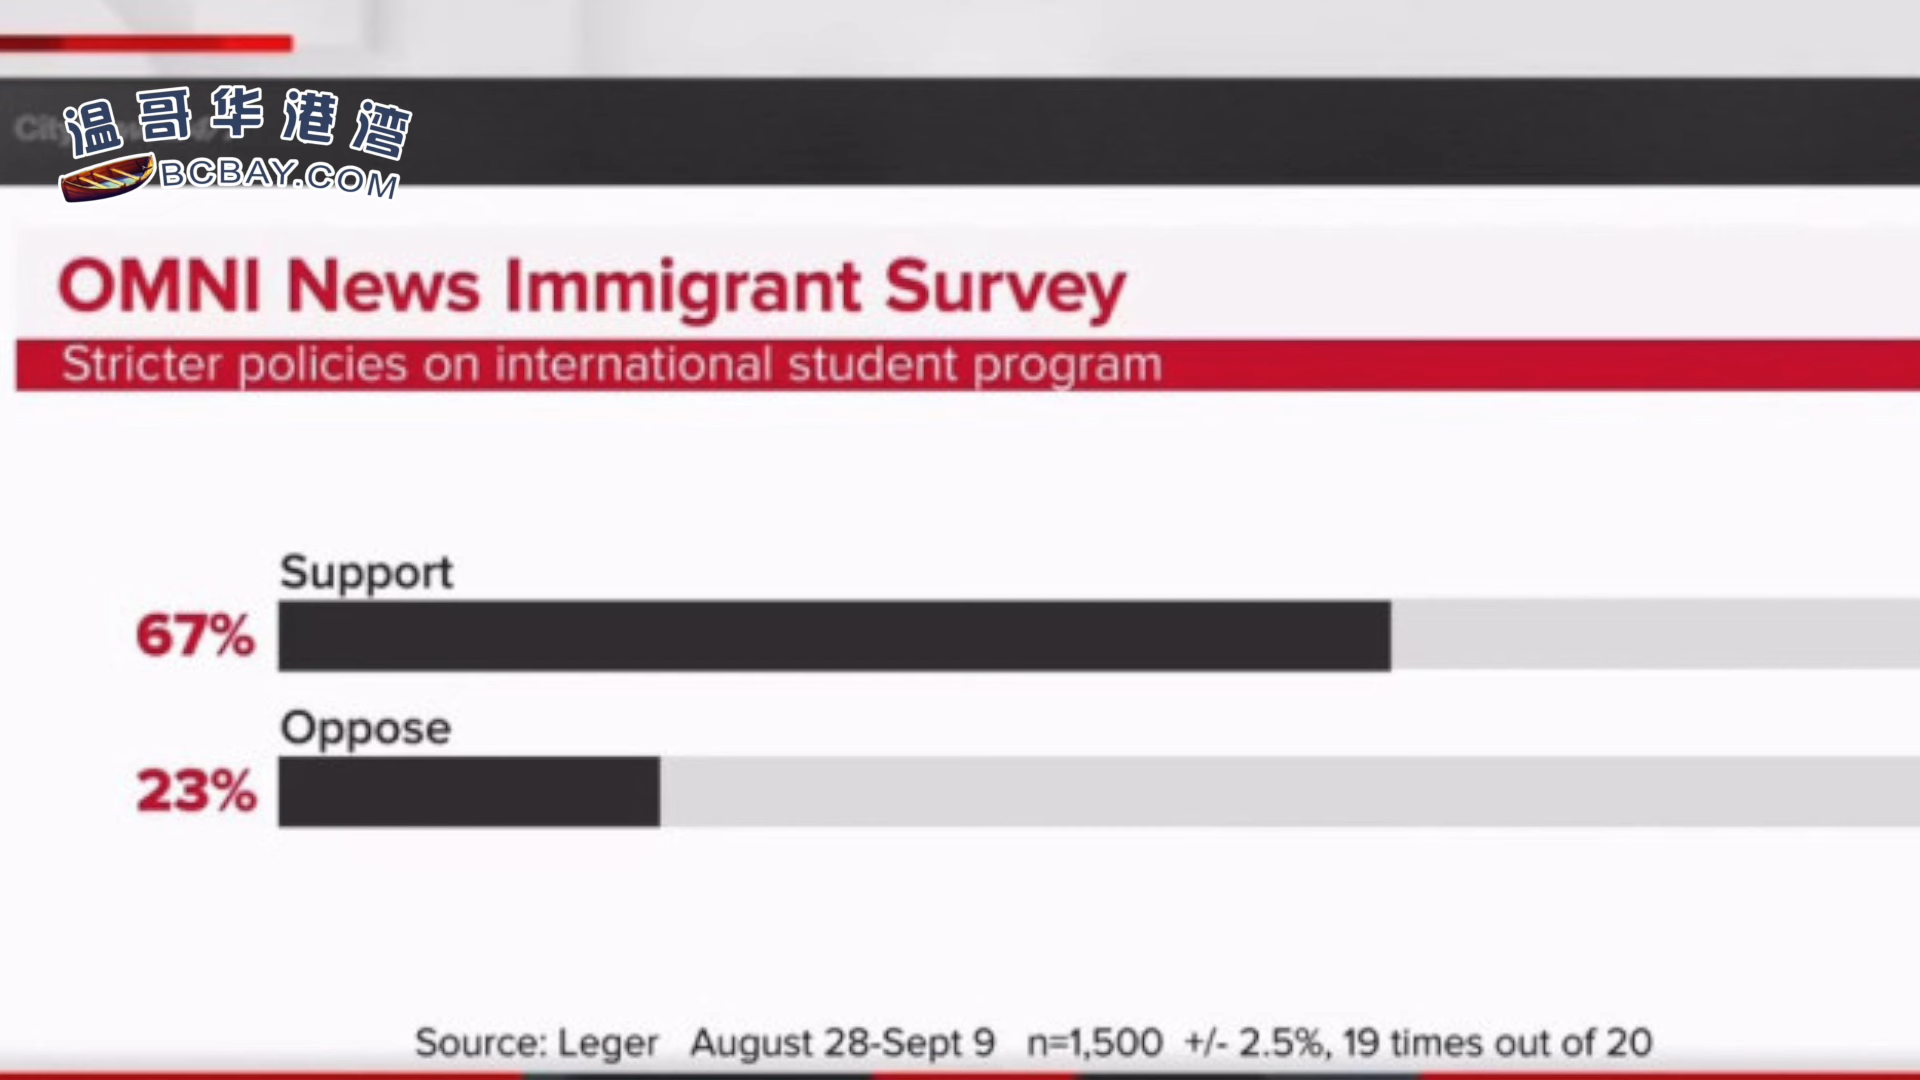 温哥华港湾
BCBAY.COM
OMNI News Immigrant Survey
Stricter policies on international student program
Support
67%
Oppose
23%
Source: Leger August 28-Sept 9 n=1,500 +/- 2.5%, 19 times out of 20